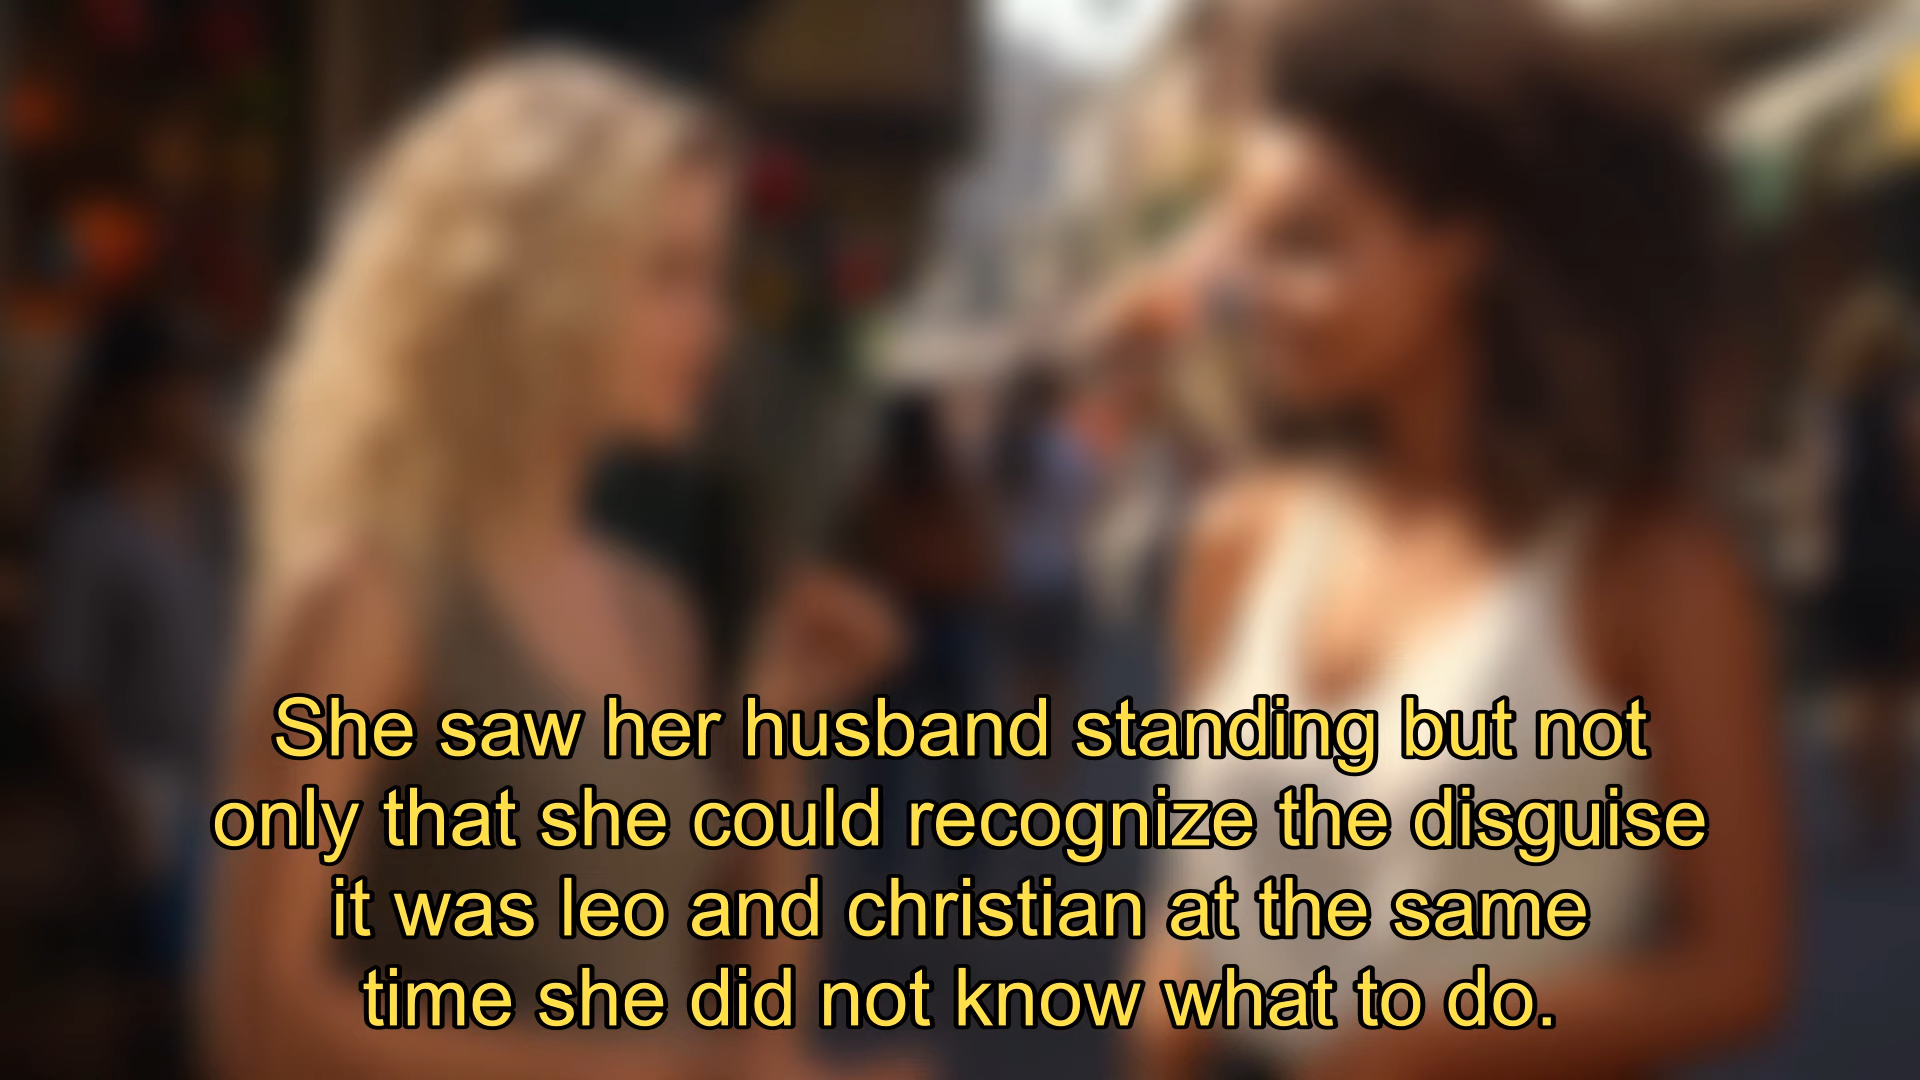 She saw her husband standing but not
only that she could recognize the disguise
it was leo and christian at the same
time she did not know what to do.